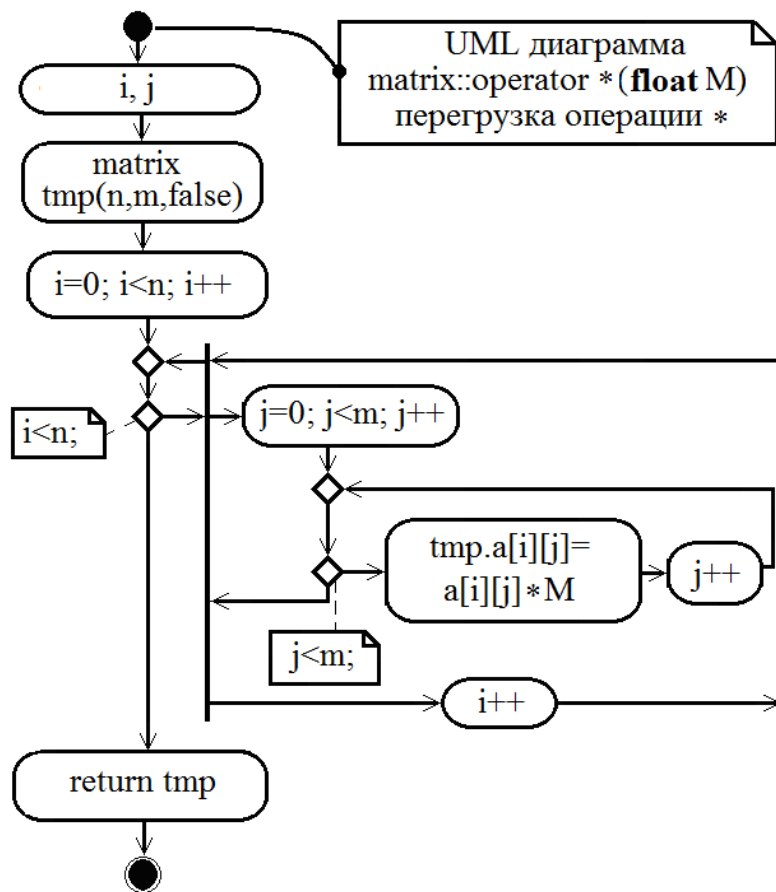 UML диаграмма
matrix::operator *(float M)
перегрузка операции *
i, j
matrix
tmp(n,m,false)
i=0; i<n; i++
i<n;
j=0; j<m; j++
tmp.a[i][j]=
a[i][j]*M
j++
j<m;
i++
return tmp